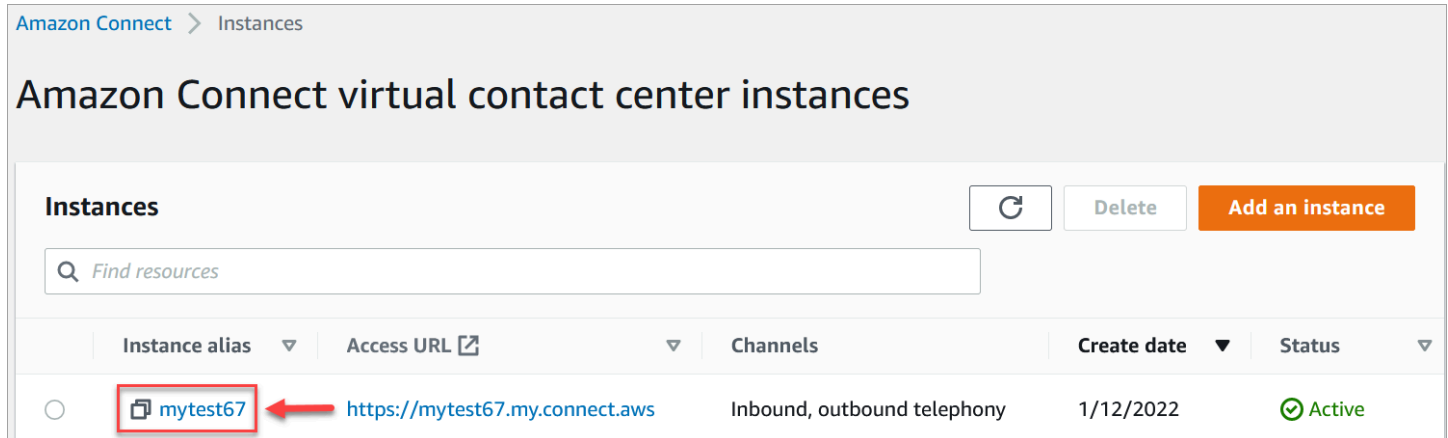 Amazon Connect > Instances
Amazon Connect virtual contact center instances
Instances Delete Add an instance
Find resources
Instance alias Access URL Channels Create date Status
mytest67 https://mytest67.my.connect.aws Inbound, outbound telephony 1/12/2022 Active